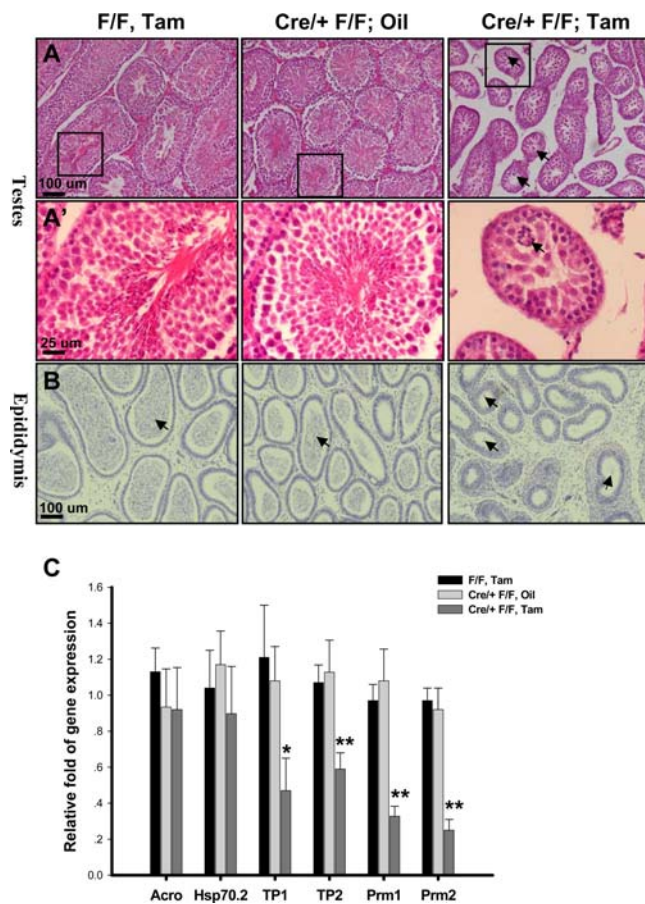 F/F, Tam Cre/+ F/F; Oil Cre/+ F/F; Tam
A
100 um
Testes
A'
25 um
Epididymis
B
100 um
C
F/F, Tam
Cre/+ F/F, Oil
Cre/+ F/F, Tam
Relative fold of gene expression
1.6
1.4
1.2
1.0
.8
.6
.4
.2
0.0
*
**
**
**
Acro Hsp70.2 TP1 TP2 Prm1 Prm2